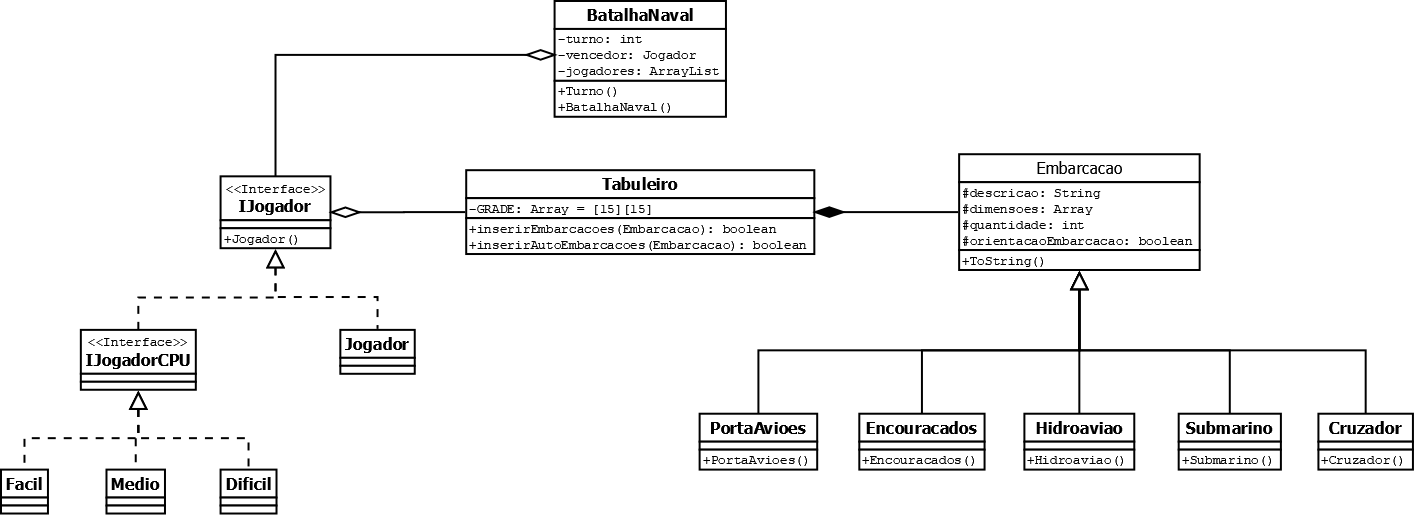 BatalhaNaval
-turno: int
-vencedor: Jogador
-jogadores: ArrayList
+Turno()
+BatalhaNaval()
<<Interface>>
IJogador
+Jogador()
Tabuleiro
-GRADE: Array = [15][15]
+inserirEmbarcacoes(Embarcacao): boolean
+inserirAutoEmbarcacoes(Embarcacao): boolean
Embarcacao
#descricao: String
#dimensoes: Array
#quantidade: int
#orientacaoEmbarcacao: boolean
+ToString()
<<Interface>>
IJogadorCPU
Jogador
Facil
Medio
Dificil
PortaAvioes
+PortaAvioes()
Encouracados
+Encouracados()
Hidroaviao
+Hidroaviao()
Submarino
+Submarino()
Cruzador
+Cruzador()